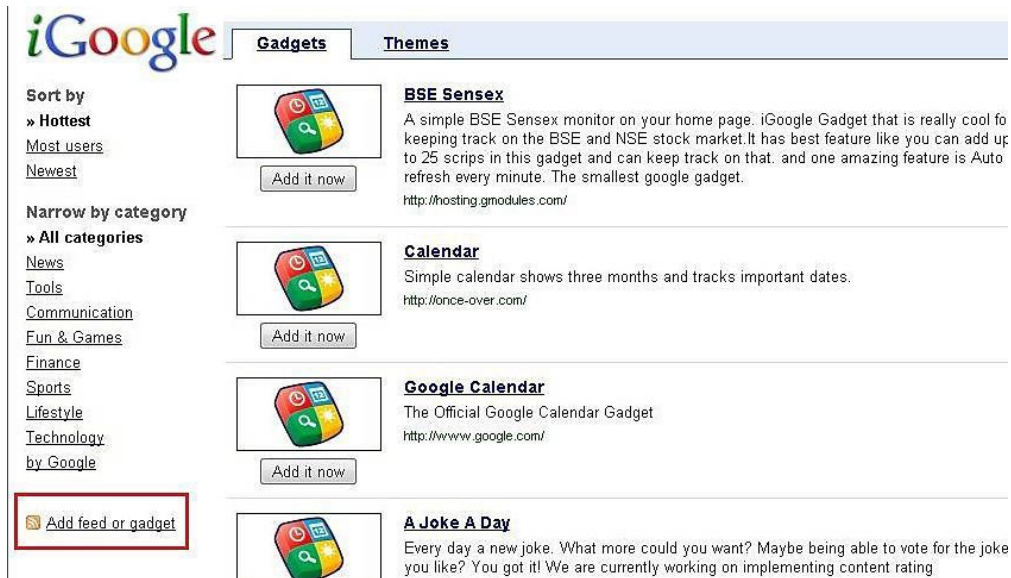 iGoogle
Gadgets
Themes
Sort by
» Hottest
Most users
Newest
Narrow by category
» All categories
News
Tools
Communication
Fun & Games
Finance
Sports
Lifestyle
Technology
by Google
Add feed or gadget
Add it now
BSE Sensex
A simple BSE Sensex monitor on your home page. iGoogle Gadget that is really cool fo
keeping track on the BSE and NSE stock market.It has best feature like you can add up
to 25 scrips in this gadget and can keep track on that. and one amazing feature is Auto
refresh every minute. The smallest google gadget.
http://hosting.gmodules.com/
Add it now
Calendar
Simple calendar shows three months and tracks important dates.
http://once-over.com/
Add it now
Google Calendar
The Official Google Calendar Gadget
http://www.google.com/
A Joke A Day
Every day a new joke. What more could you want? Maybe being able to vote for the joke
you like? You got it! We are currently working on implementing content rating